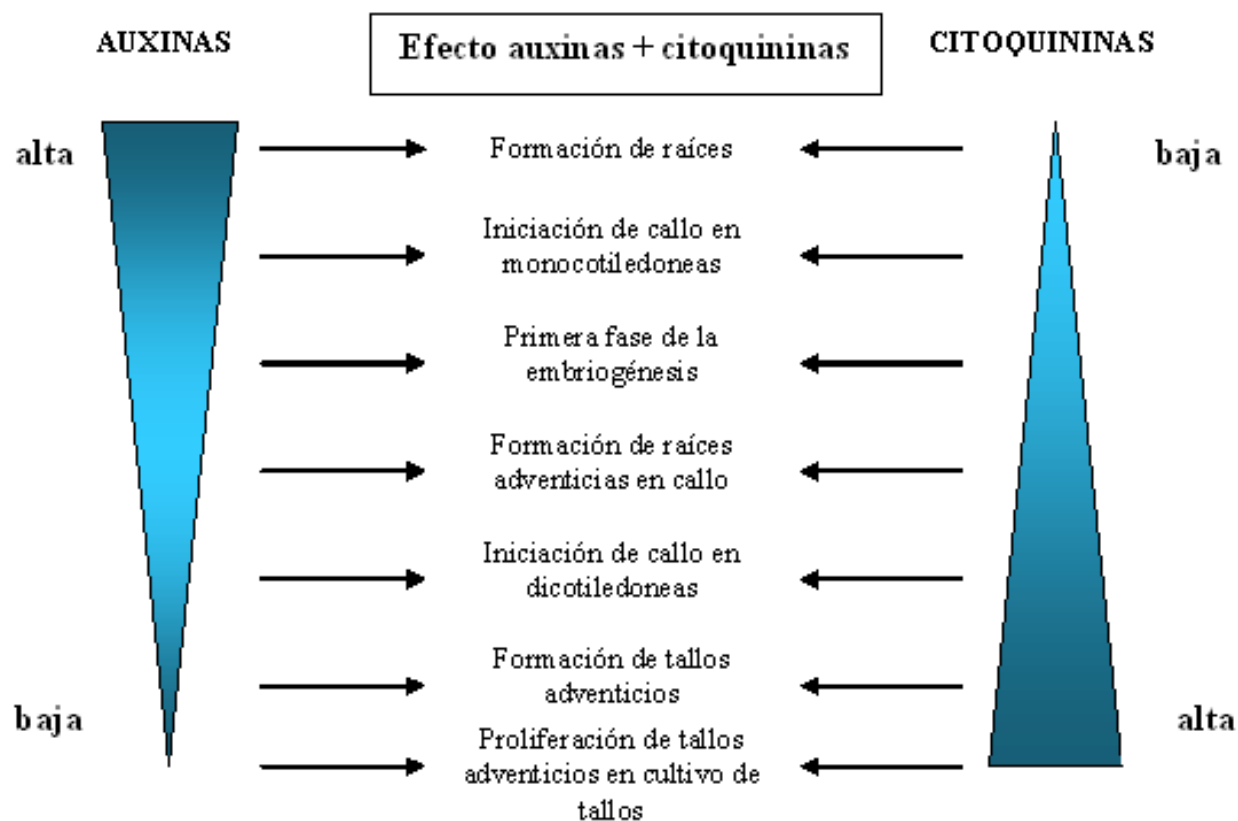 AUXINAS
Efecto auxinas + citoquininas
CITOQUININAS
alta
Formación de raíces
baja
Iniciación de callo en
monocotiledoneas
Primera fase de la
embriogénesis
Formación de raíces
adventicias en callo
Iniciación de callo en
dicotiledoneas
Formación de tallos
adventicios
baja
alta
Proliferación de tallos
adventicios en cultivo de
tallos